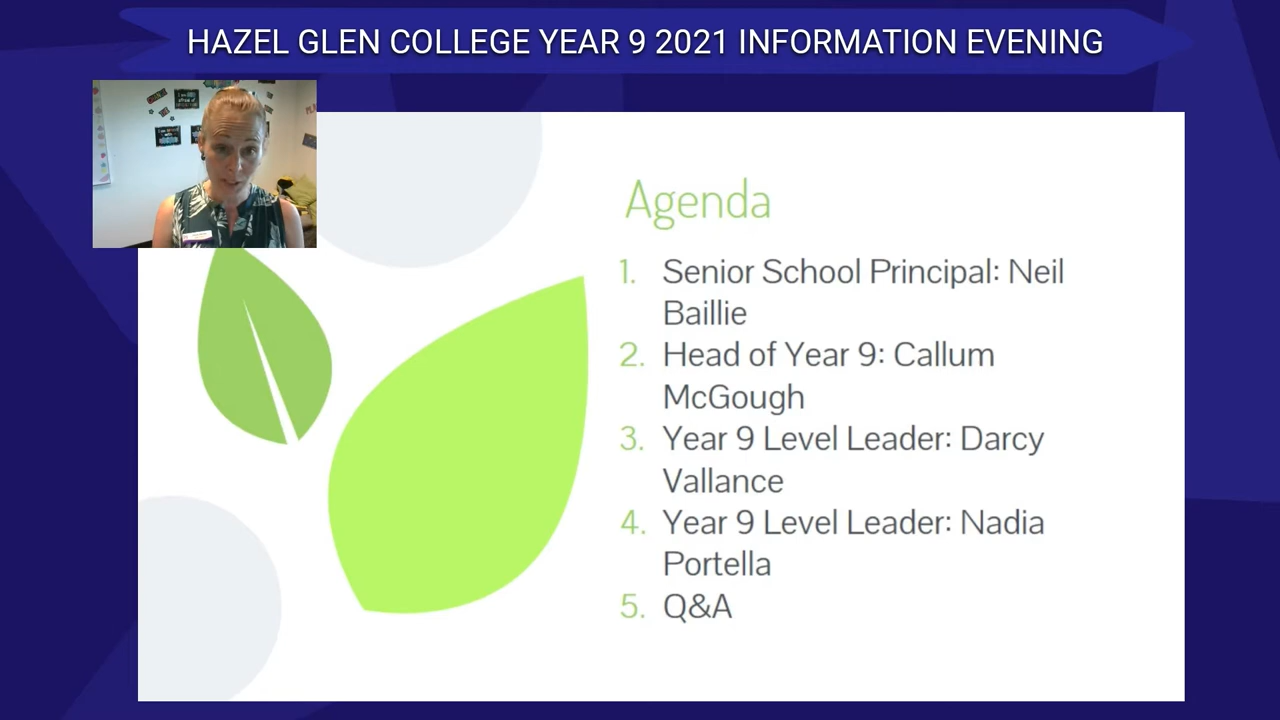 HAZEL GLEN COLLEGE YEAR 9 2021 INFORMATION EVENING
Agenda
1. Senior School Principal: Neil
Baillie
2. Head of Year 9: Callum
McGough
3. Year 9 Level Leader: Darcy
Vallance
4. Year 9 Level Leader: Nadia
Portella
5. Q&A